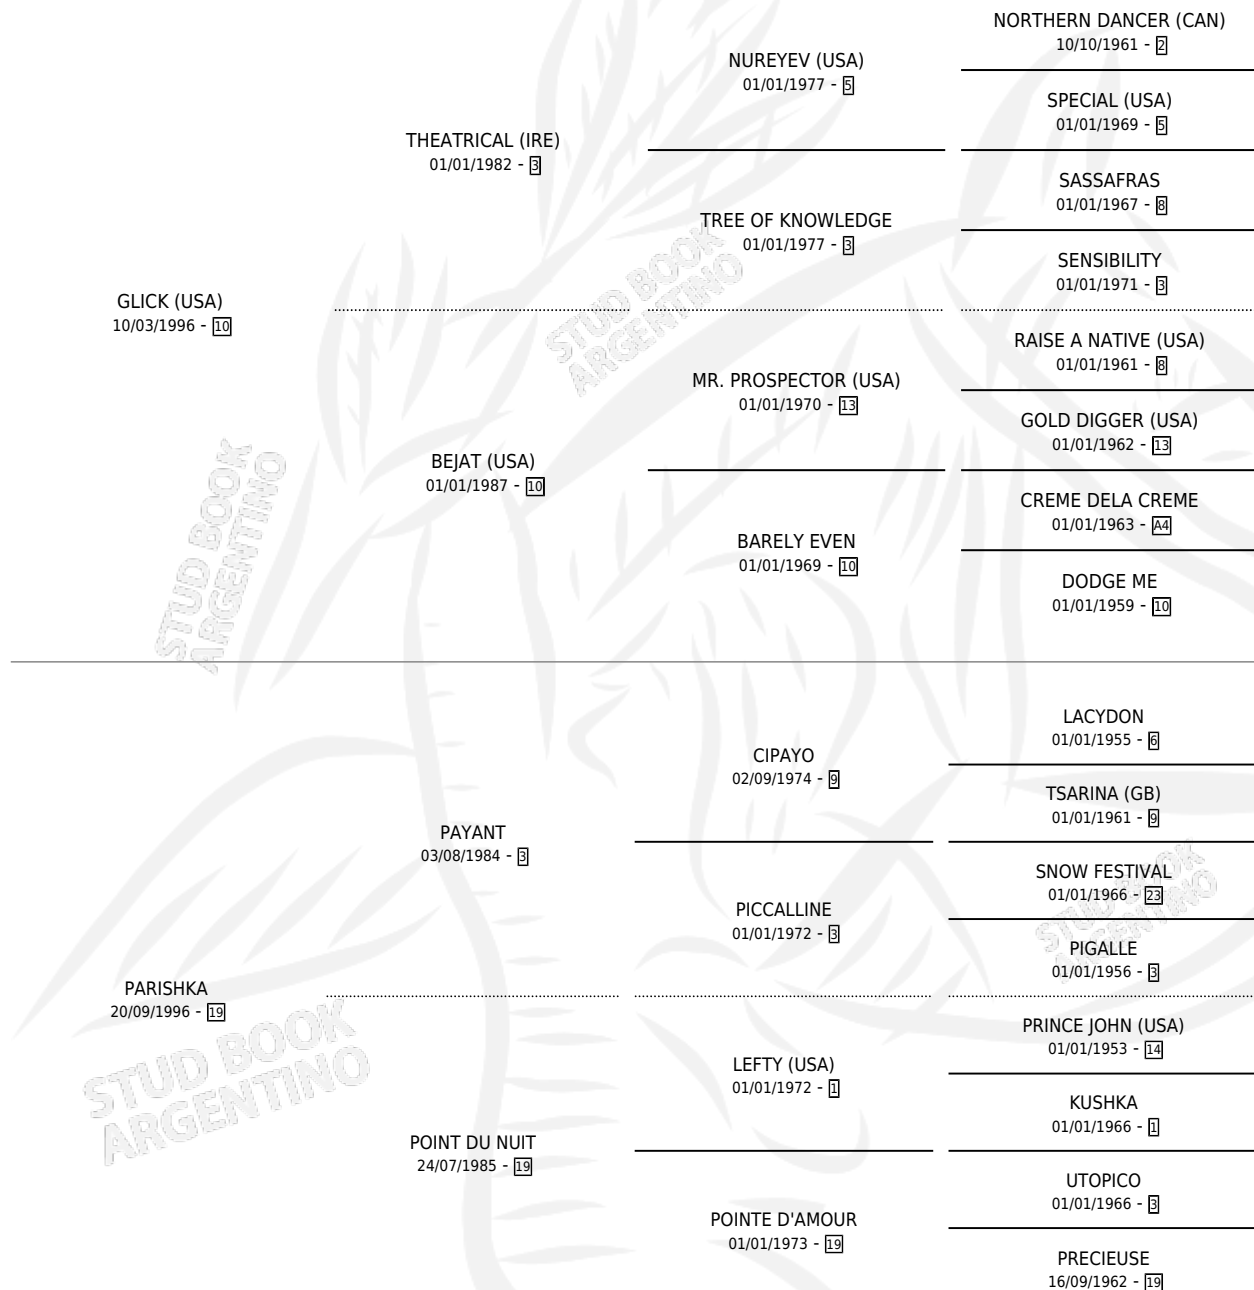 NORTHERN DANCER (CAN)
10/10/1961 - 2
NUREYEV (USA)
01/01/1977 - 5
SPECIAL (USA)
01/01/1969 - 5
THEATRICAL (IRE)
01/01/1982 - 3
SASSAFRAS
01/01/1967 - 8
TREE OF KNOWLEDGE
01/01/1977 - 3
SENSIBILITY
01/01/1971 - 3
GLICK (USA)
10/03/1996 - 10
RAISE A NATIVE (USA)
01/01/1961 - 8
MR. PROSPECTOR (USA)
01/01/1970 - 13
GOLD DIGGER (USA)
01/01/1962 - 13
BEJAT (USA)
01/01/1987 - 10
CREME DELA CREME
01/01/1963 - A4
BARELY EVEN
01/01/1969 - 10
DODGE ME
01/01/1959 - 10
LACYDON
01/01/1955 - 6
CIPAYO
02/09/1974 - 9
TSARINA (GB)
01/01/1961 - 9
PAYANT
03/08/1984 - 3
SNOW FESTIVAL
01/01/1966 - 23
PICCALLINE
01/01/1972 - 3
PIGALLE
01/01/1956 - 3
PARISHKA
20/09/1996 - 19
PRINCE JOHN (USA)
01/01/1953 - 14
LEFTY (USA)
01/01/1972 - 1
KUSHKA
01/01/1966 - 1
POINT DU NUIT
24/07/1985 - 19
UTOPICO
01/01/1966 - 3
POINTE D'AMOUR
01/01/1973 - 19
PRECIEUSE
16/09/1962 - 19
STUD BOOK
ARGENTINO
STUD BOOK
ARGENTINO
STUD BOOK
ARGENTINO
STUD BOOK
ARGENTINO